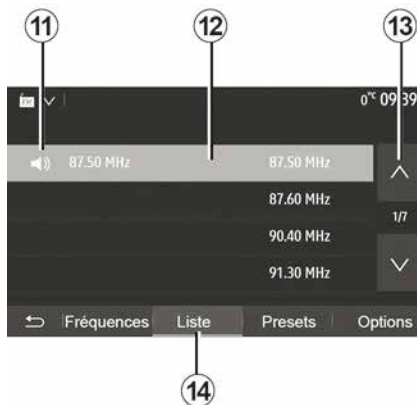 11 12 13
FM 0°C 09:39
87.50 MHz 87.50 MHz
87.60 MHz
1/7
90.40 MHz
91.30 MHz
Fréquences Liste Presets Options
14